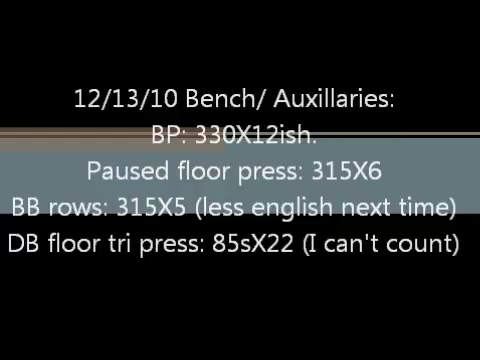 12/13/10 Bench/ Auxillaries:
BP: 330X12ish.
Paused floor press: 315X6
BB rows: 315X5 (less english next time)
DB floor tri press: 85sX22 (I can't count)